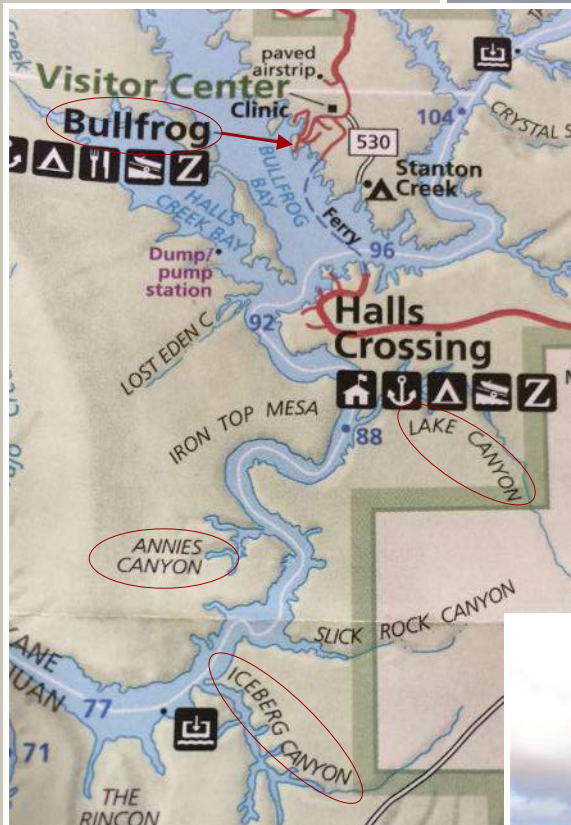 paved
airstrip
Visitor Center
Clinic
Bullfrog
530
104
CRYSTAL S
Stanton
Creek
BULLFROG
BAY
HALLS
CREEK BAY
Ferry
96
Dump/
pump
station
92
LOST EDEN C
Halls
Crossing
IRON TOP MESA
88
LAKE CANYON
ANNIES
CANYON
SLICK ROCK CANYON
ICEBERG CANYON
77
71
THE
RINCON